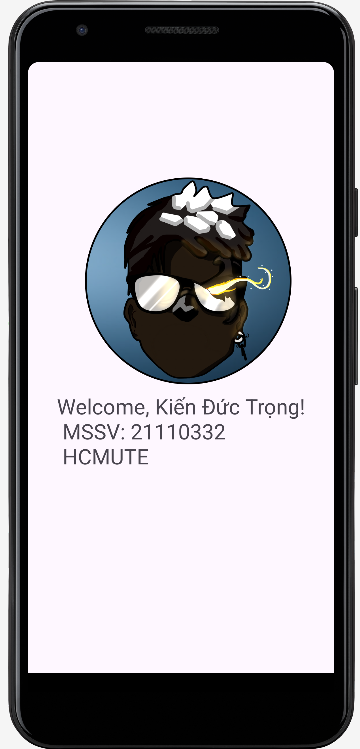 Welcome, Kiến Đức Trọng!
MSSV: 21110332
HCMUTE